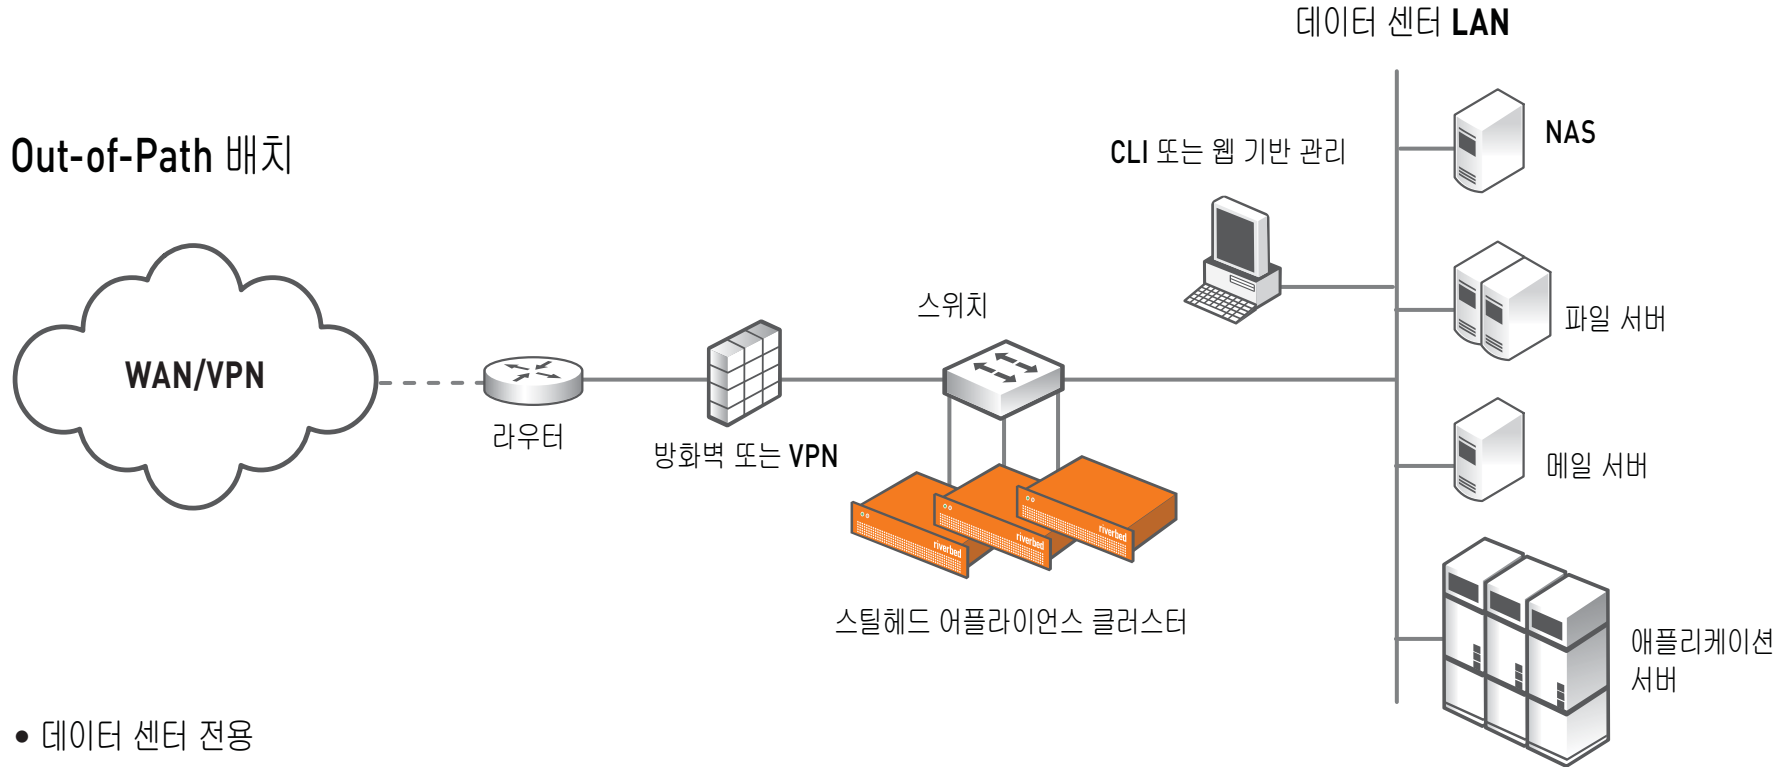 데이터 센터 LAN
Out-of-Path 배치
CLI 또는 웹 기반 관리
NAS
스위치
파일 서버
WAN/VPN
라우터
방화벽 또는 VPN
메일 서버
riverbed
riverbed
riverbed
스틸헤드 어플라이언스 클러스터
애플리케이션
서버
• 데이터 센터 전용